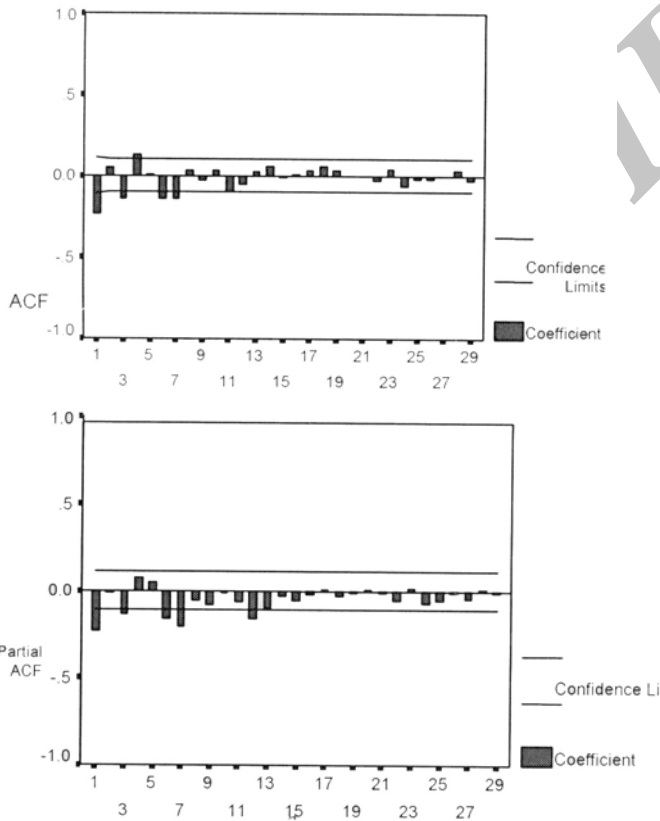 1.0
.5
0.0
-.5
ACF
-1.0
1 5 9 13 17 21 25 29
3 7 11 15 19 23 27
Confidence
Limits
Coefficient
1.0
.5
0.0
Partial
ACF
-.5
-1.0
1 5 9 13 17 21 25 29
3 7 11 15 19 23 27
Confidence Li
Coefficient